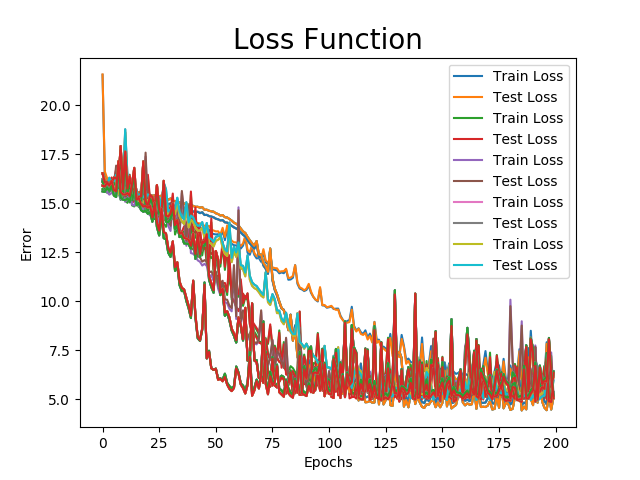 Loss Function
Error
20.0
17.5
15.0
12.5
10.0
7.5
5.0
Train Loss
Test Loss
Train Loss
Test Loss
Train Loss
Test Loss
Train Loss
Test Loss
Train Loss
Test Loss
0 25 50 75 100 125 150 175 200
Epochs